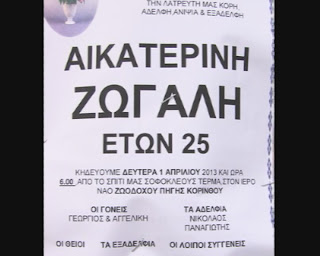 ΤΗΝ ΛΑΤΡΕΥΤΗ ΜΑΣ ΚΟΡΗ,
ΑΔΕΛΦΗ, ΑΝΙΨΙΑ & ΕΞΑΔΕΛΦΗ
ΑΙΚΑΤΕΡΙΝΗ
ΖΩΓΑΛΗ
ΕΤΩΝ 25
ΚΗΔΕΥΟΥΜΕ ΔΕΥΤΕΡΑ 1 ΑΠΡΙΛΙΟΥ 2013 ΚΑΙ ΩΡΑ
6.00 ΑΠΟ ΤΟ ΣΠΙΤΙ ΜΑΣ ΣΟΦΟΚΛΕΟΥΣ ΤΕΡΜΑ, ΣΤΟΝ ΙΕΡΟ
ΝΑΟ ΖΩΟΔΟΧΟΥ ΠΗΓΗΣ ΚΟΡΙΝΘΟΥ
ΟΙ ΓΟΝΕΙΣ
ΓΕΩΡΓΙΟΣ & ΑΓΓΕΛΙΚΗ
ΤΑ ΑΔΕΛΦΙΑ
ΝΙΚΟΛΑΟΣ
ΠΑΝΑΓΙΩΤΗΣ
ΟΙ ΘΕΙΟΙ ΤΑ ΕΞΑΔΕΛΦΙΑ ΟΙ ΛΟΙΠΟΙ ΣΥΓΓΕΝΕΙΣ